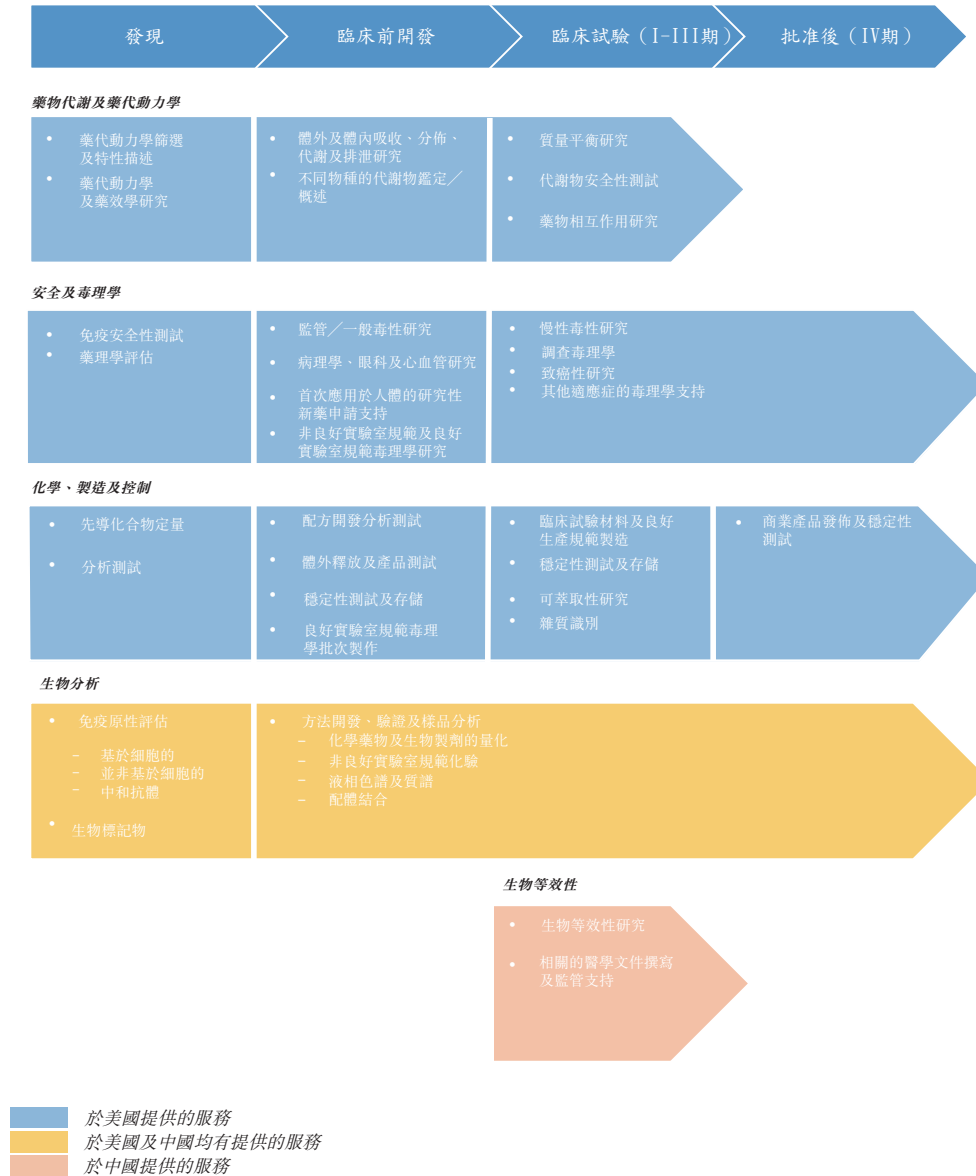 發現
臨床前開發
臨床試驗（I-III期）
批准後（IV期）
藥物代謝及藥代動力學
• 藥代動力學篩選
及特性描述
• 藥代動力學
及藥效學研究
• 體外及體內吸收、分佈、
代謝及排泄研究
• 不同物種的代謝物鑑定／
概述
• 質量平衡研究
• 代謝物安全性測試
• 藥物相互作用研究
安全及毒理學
• 免疫安全性測試
• 藥理學評估
• 監管／一般毒性研究
• 病理學、眼科及心血管研究
• 首次應用於人體的研究性
新藥申請支持
• 非良好實驗室規範及良好
實驗室規範毒理學研究
• 慢性毒性研究
• 調查毒理學
• 致癌性研究
• 其他適應症的毒理學支持
化學、製造及控制
• 先導化合物定量
• 分析測試
• 配方開發分析測試
• 體外釋放及產品測試
• 穩定性測試及存儲
• 良好實驗室規範毒理
學批次製作
• 臨床試驗材料及良好
生產規範製造
• 穩定性測試及存儲
• 可萃取性研究
• 雜質識別
• 商業產品發佈及穩定性
測試
生物分析
• 免疫原性評估
– 基於細胞的
– 並非基於細胞的
– 中和抗體
• 生物標記物
• 方法開發、驗證及樣品分析
– 化學藥物及生物製劑的量化
– 非良好實驗室規範化驗
– 液相色譜及質譜
– 配體結合
生物等效性
• 生物等效性研究
• 相關的醫學文件撰寫
及監管支持
於美國提供的服務
於美國及中國均有提供的服務
於中國提供的服務